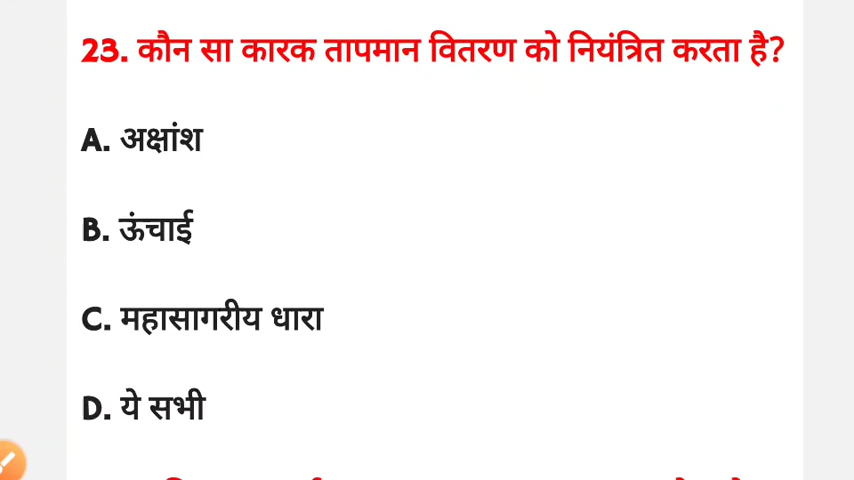 23. कौन सा कारक तापमान वितरण को नियंत्रित करता है?
A. अक्षांश
B. ऊंचाई
C. महासागरीय धारा
D. ये सभी